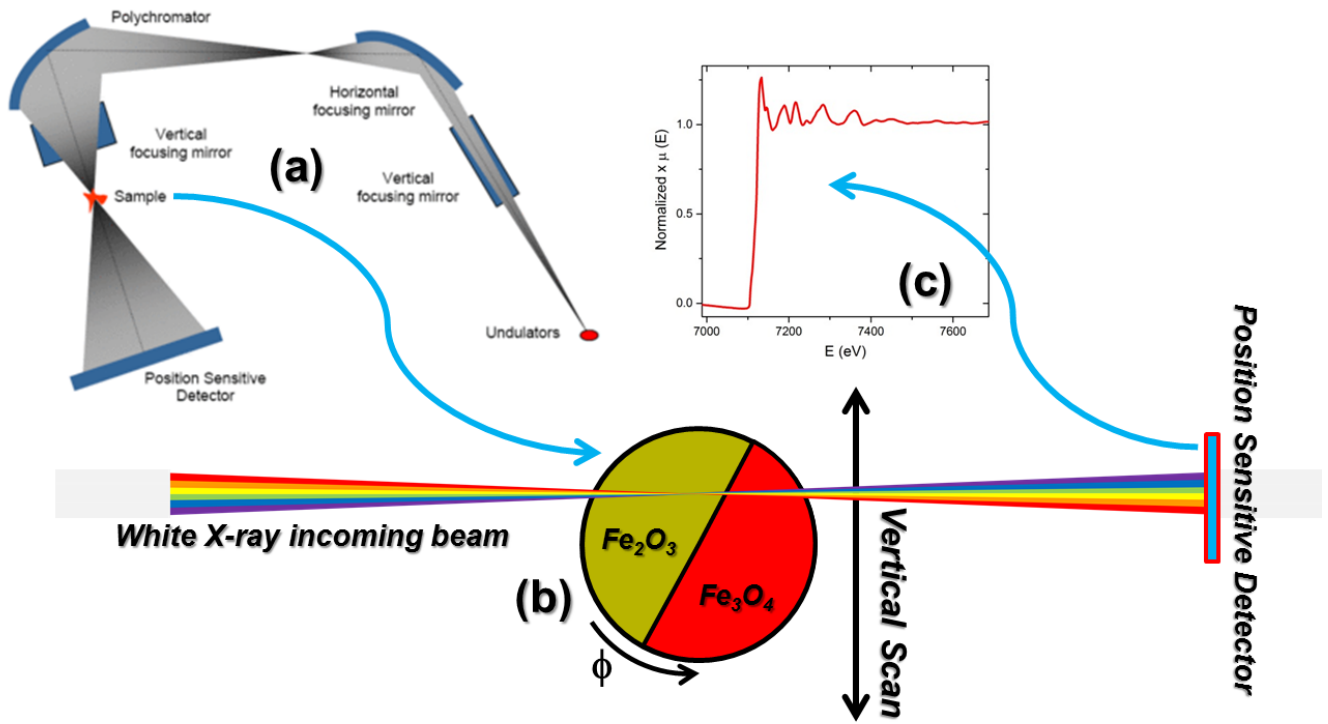 Polychromator
Horizontal
focusing mirror
Vertical
focusing mirror
(a)
Sample
Vertical
focusing mirror
Undulators
Position Sensitive
Detector
Normalized x μ (E)
1.0
0.5
0.0
7000
7200
7400
7600
E (eV)
(c)
White X-ray incoming beam
Fe₂O₃
Fe₃O₄
(b)
ϕ
Vertical Scan
Position Sensitive Detector